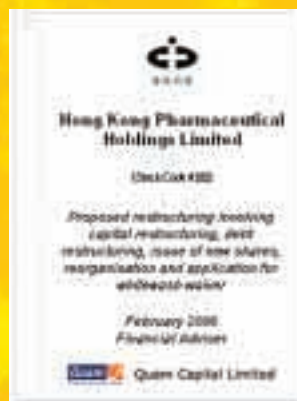 Hong Kong Pharmaceutical
Holdings Limited
Proposed restructuring involving
capital restructuring, debt
restructuring, issue of new shares,
reorganisation and application for
whitewash waiver
February 2006
Financial Adviser
Quam Capital Limited